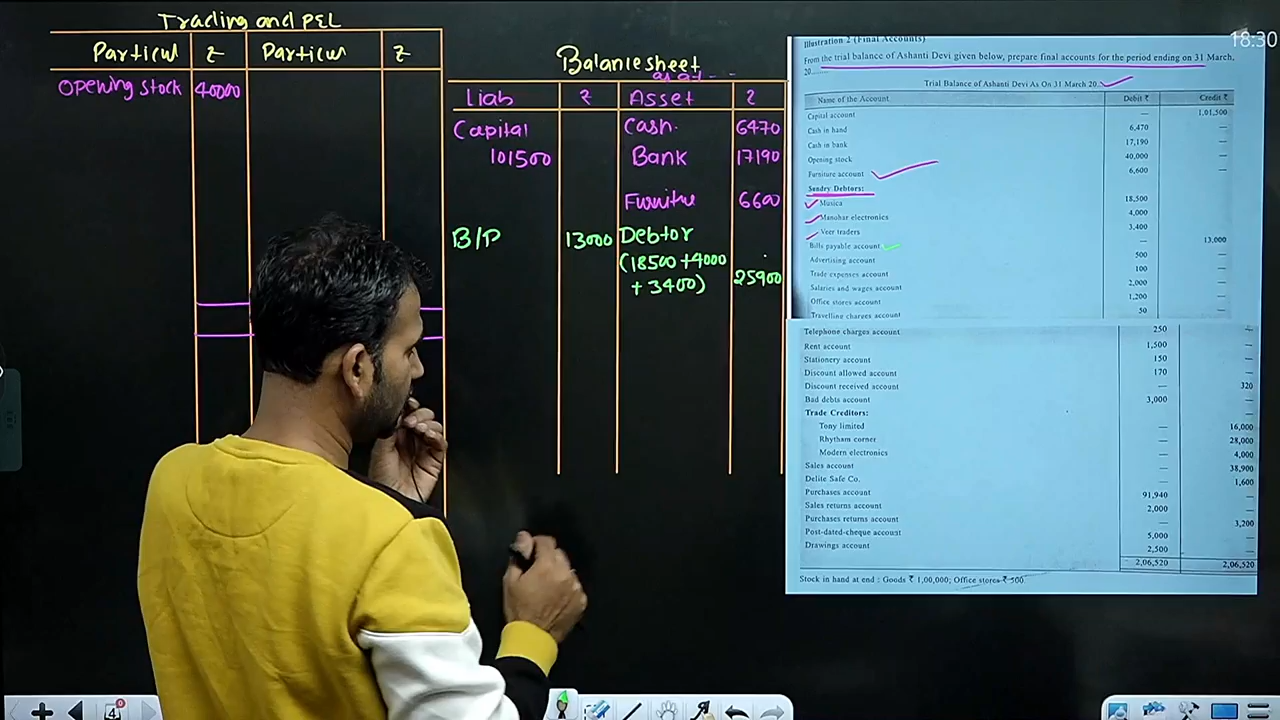 Trading and P&L
Particul ₹ Particus ₹
Opening stock 40000
Balancesheet
as at ---
Liab ₹ Asset ₹
Capital Cash 6470
101500 Bank 17190
Furnitre 6600
B/P 13000 Debtor
(18500 + 4000
+ 3400) 25900
18:30
Illustration 2 (Final Accounts)
From the trial balance of Ashanti Devi given below, prepare final accounts for the period ending on 31 March,
20........
Trial Balance of Ashanti Devi As On 31 March 20..
Name of the Account Debit ₹ Credit ₹
Capital account — 1,01,500
Cash in hand 6,470 —
Cash in bank 17,190 —
Opening stock 40,000 —
Furniture account 6,600 —
Sundry Debtors:
Musica 18,500
Manohar electronics 4,000 —
Veer traders 3,400 —
Bills payable account — 13,000
Advertising account 500 —
Trade expenses account 100 —
Salaries and wages account 2,000 —
Office stores account 1,200 —
Travelling charges account 50 —
Telephone charges account 250 —
Rent account 1,500 —
Stationery account 150 —
Discount allowed account 170 —
Discount received account — 320
Bad debts account 3,000 —
Trade Creditors: —
Tony limited — 16,000
Rhytham corner — 28,000
Modern electronics — 4,000
Sales account — 38,900
Delite Safe Co. — 1,600
Purchases account 91,940 —
Sales returns account 2,000 —
Purchases returns account — 3,200
Post-dated-cheque account 5,000 —
Drawings account 2,500 —
2,06,520 2,06,520
Stock in hand at end : Goods ₹ 1,00,000; Office stores ₹ 500
4